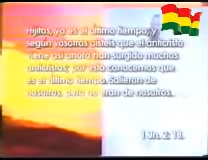 Hijitos, ya es el último tiempo; y
según vosotros oísteis que el anticristo
viene así ahora han surgido muchos
anticristos; por esto conocemos que
es el último tiempo. Salieron de
nosotros, pero no eran de nosotros..
1 Jn. 2: 18.